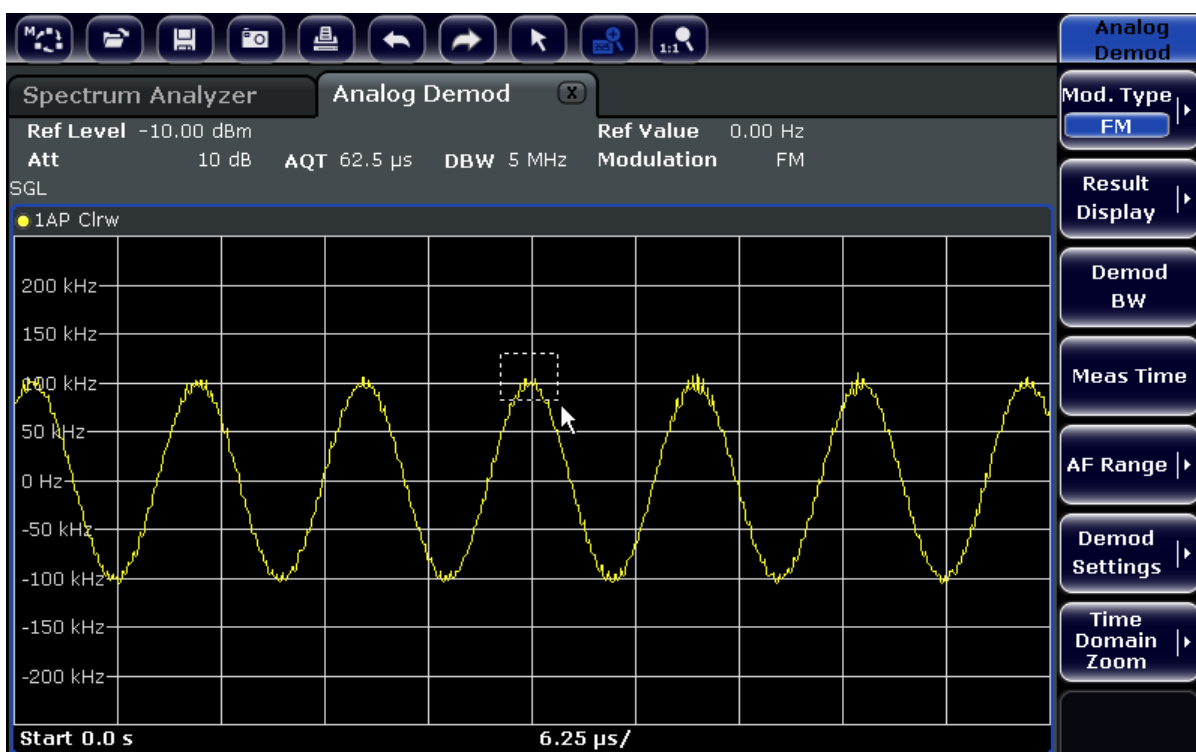 M
1:1
Analog
Demod
Spectrum Analyzer
Analog Demod
X
Ref Level -10.00 dBm
Ref Value 0.00 Hz
Att 10 dB AQT 62.5 µs DBW 5 MHz Modulation FM
SGL
1AP Clrw
200 kHz
150 kHz
100 kHz
50 kHz
0 Hz
-50 kHz
-100 kHz
-150 kHz
-200 kHz
Start 0.0 s
6.25 µs/
Mod. Type
FM
Result
Display
Demod
BW
Meas Time
AF Range
Demod
Settings
Time
Domain
Zoom